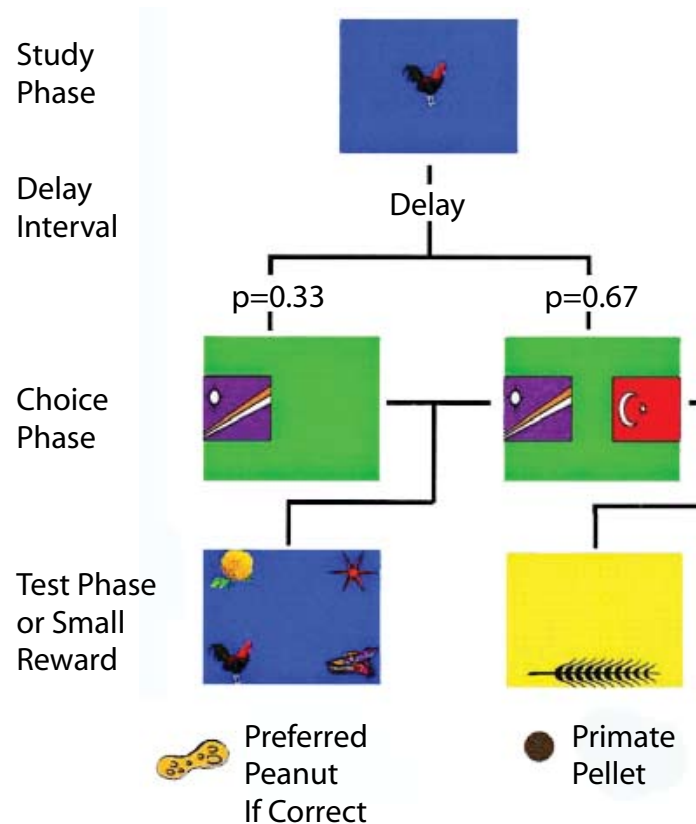 Study
Phase
Delay
Interval
Delay
p=0.33
p=0.67
Choice
Phase
Test Phase
or Small
Reward
Preferred
Peanut
If Correct
Primate
Pellet